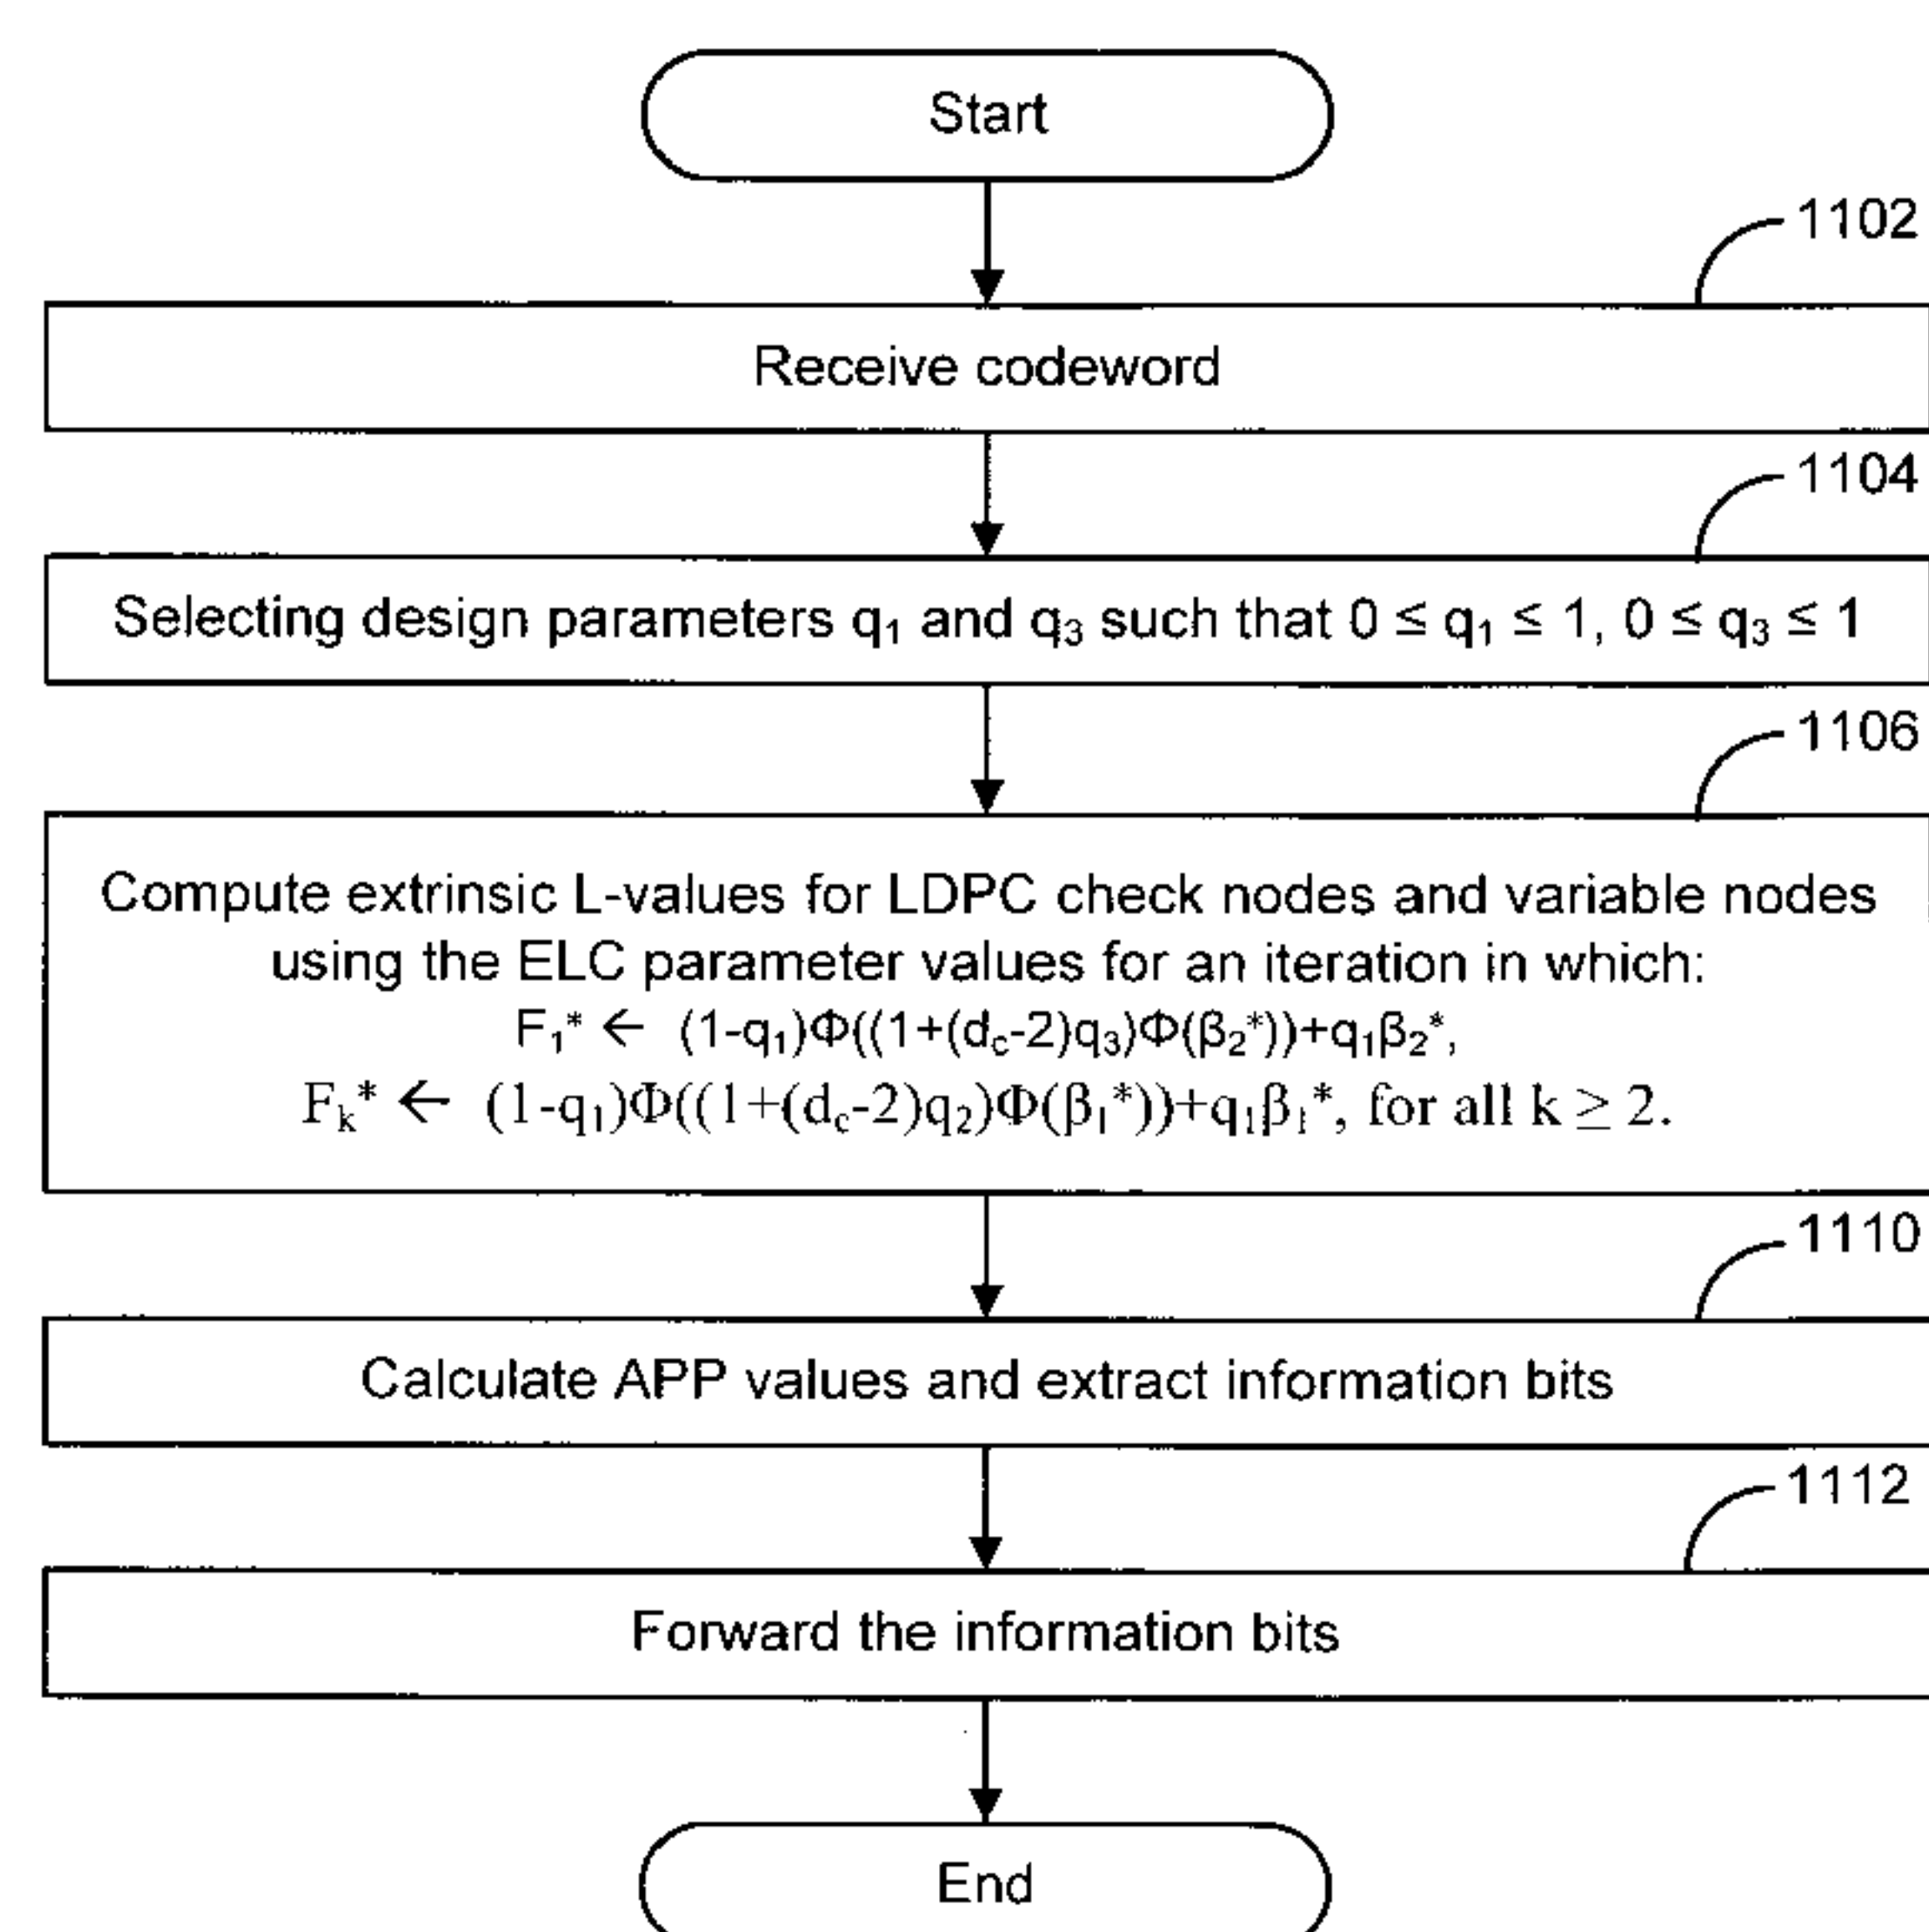 Start
1102
Receive codeword
1104
Selecting design parameters q₁ and q₃ such that 0 ≤ q₁ ≤ 1, 0 ≤ q₃ ≤ 1
1106
Compute extrinsic L-values for LDPC check nodes and variable nodes
using the ELC parameter values for an iteration in which:
F₁* ← (1-q₁)Φ((1+(d_c-2)q₃)Φ(β₂*))+q₁β₂*,
F_k* ← (1-q₁)Φ((1+(d_c-2)q₂)Φ(β₁*))+q₁β₁*, for all k ≥ 2.
1110
Calculate APP values and extract information bits
1112
Forward the information bits
End